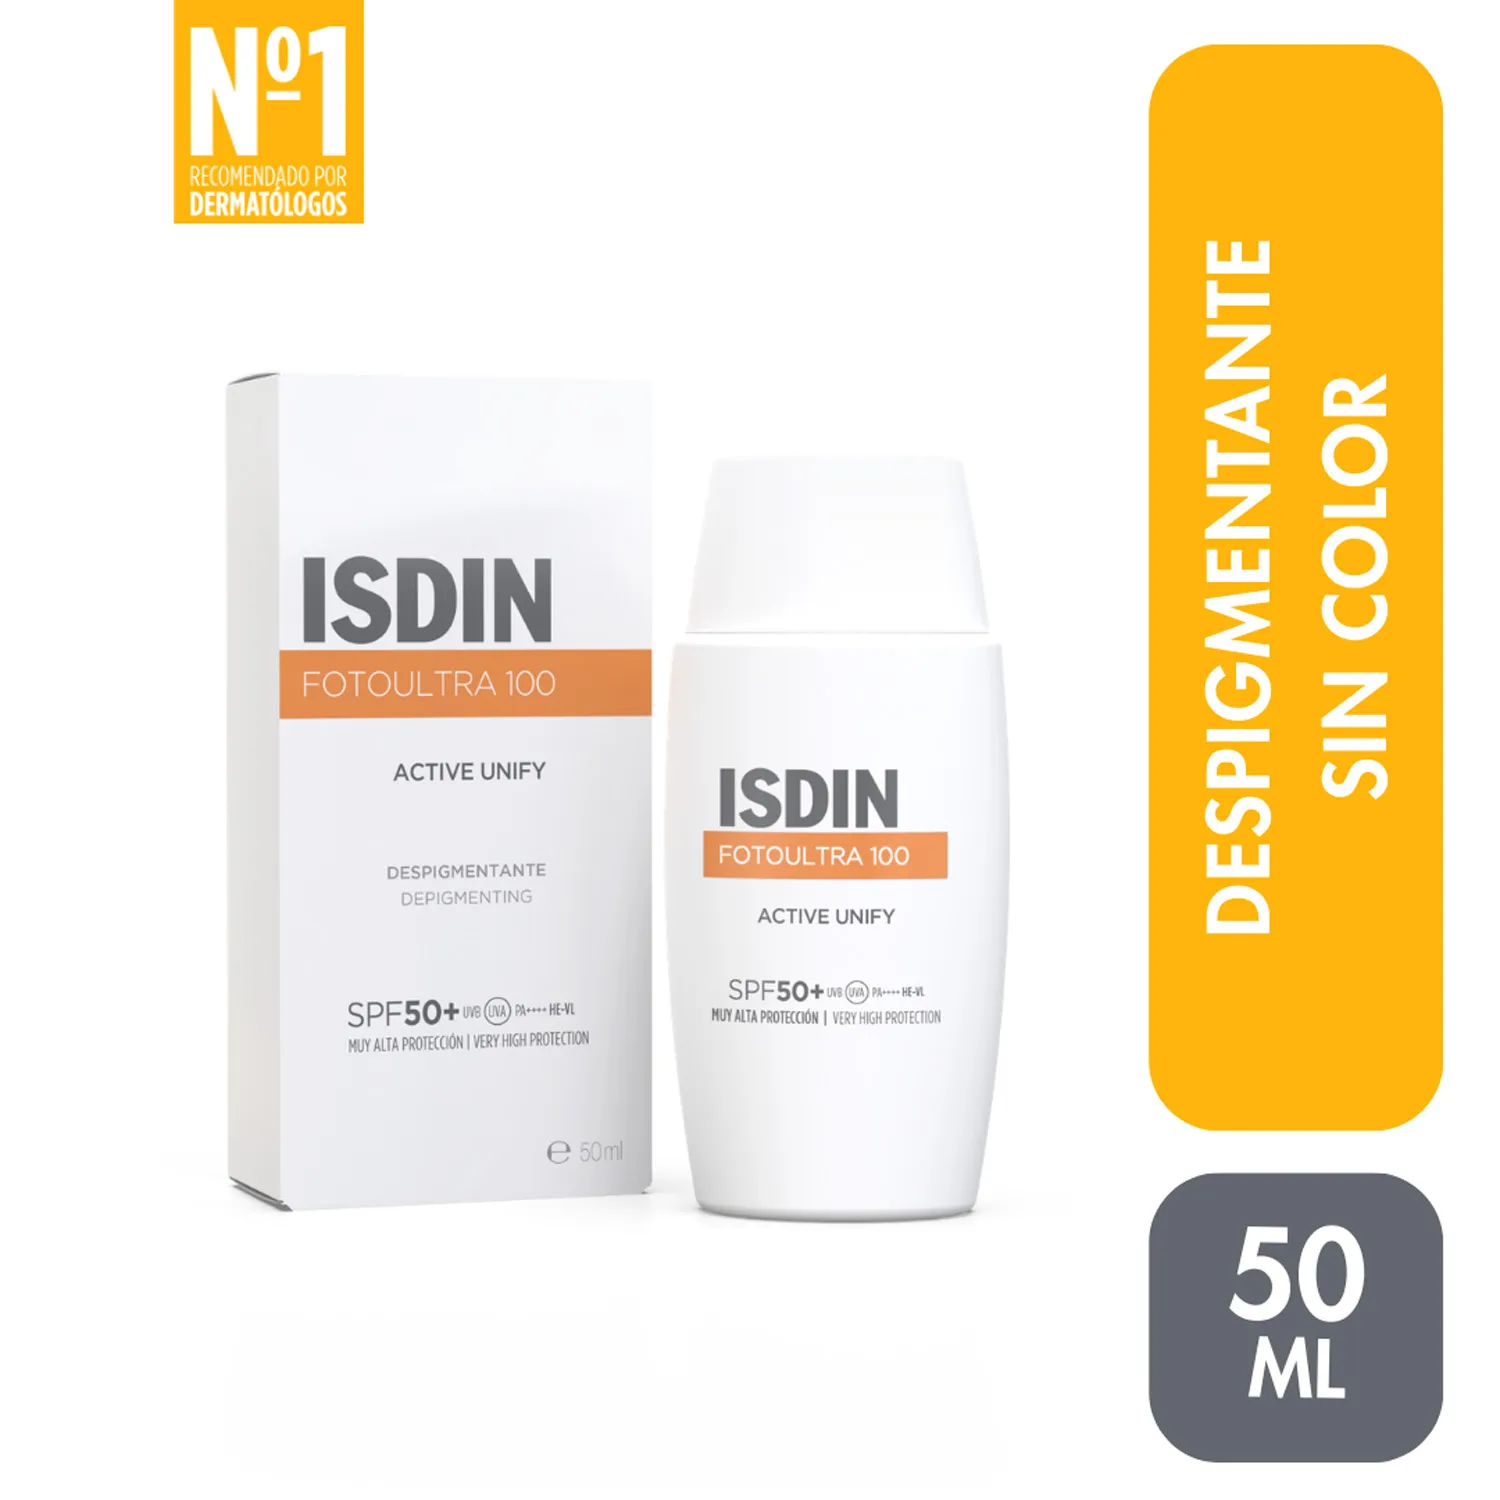 Nº1
RECOMENDADO POR
DERMATÓLOGOS
ISDIN
FOTOULTRA 100
ACTIVE UNIFY
DESPIGMENTANTE
DEPIGMENTING
SPF50+ UVB UVA PA++++ HE-VL
MUY ALTA PROTECCIÓN | VERY HIGH PROTECTION
℮ 50ml
ISDIN
FOTOULTRA 100
ACTIVE UNIFY
SPF50+ UVB UVA PA++++ HE-VL
MUY ALTA PROTECCIÓN | VERY HIGH PROTECTION
DESPIGMENTANTE
SIN COLOR
50
ML